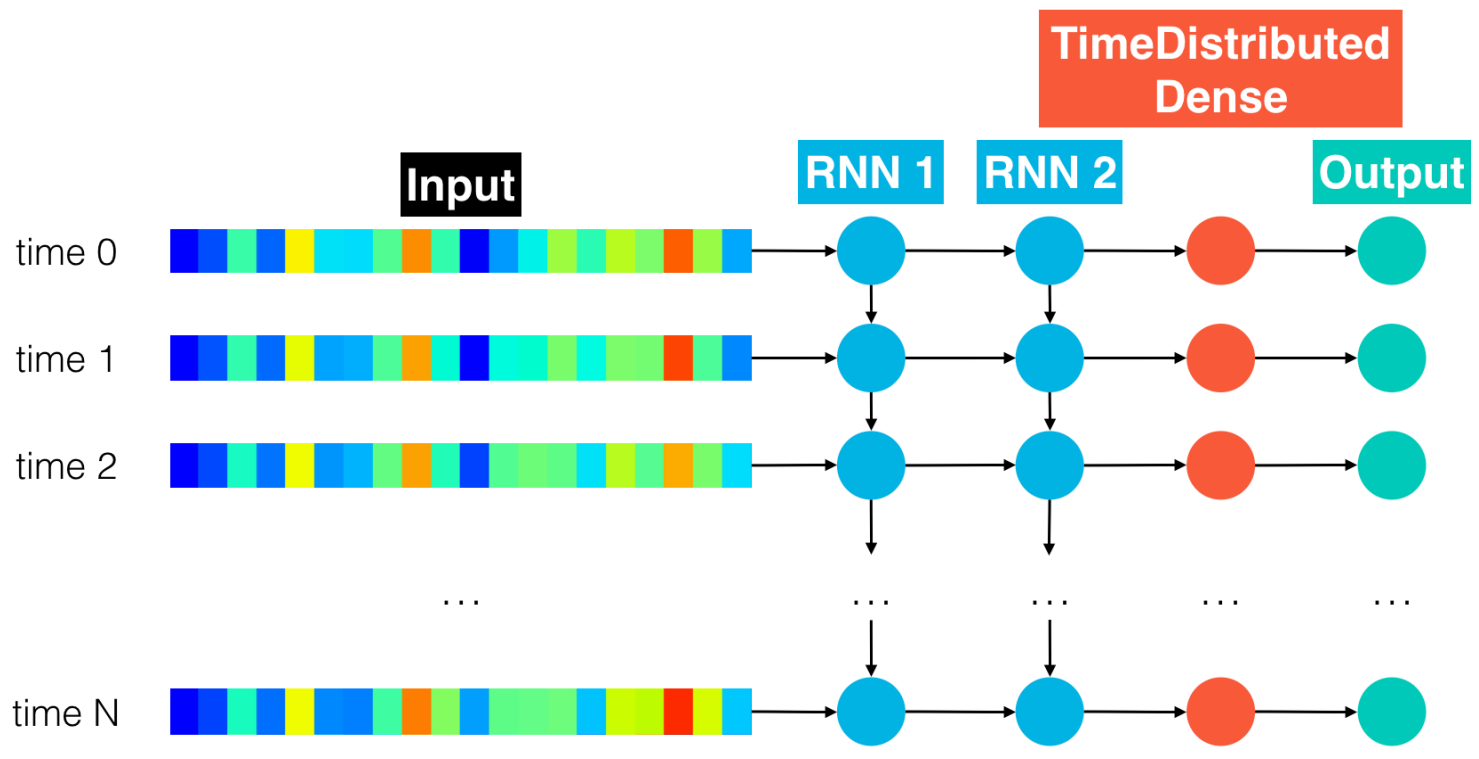 TimeDistributed
Dense
Input
RNN 1
RNN 2
Output
time 0
time 1
time 2
... ... ... ... ...
time N